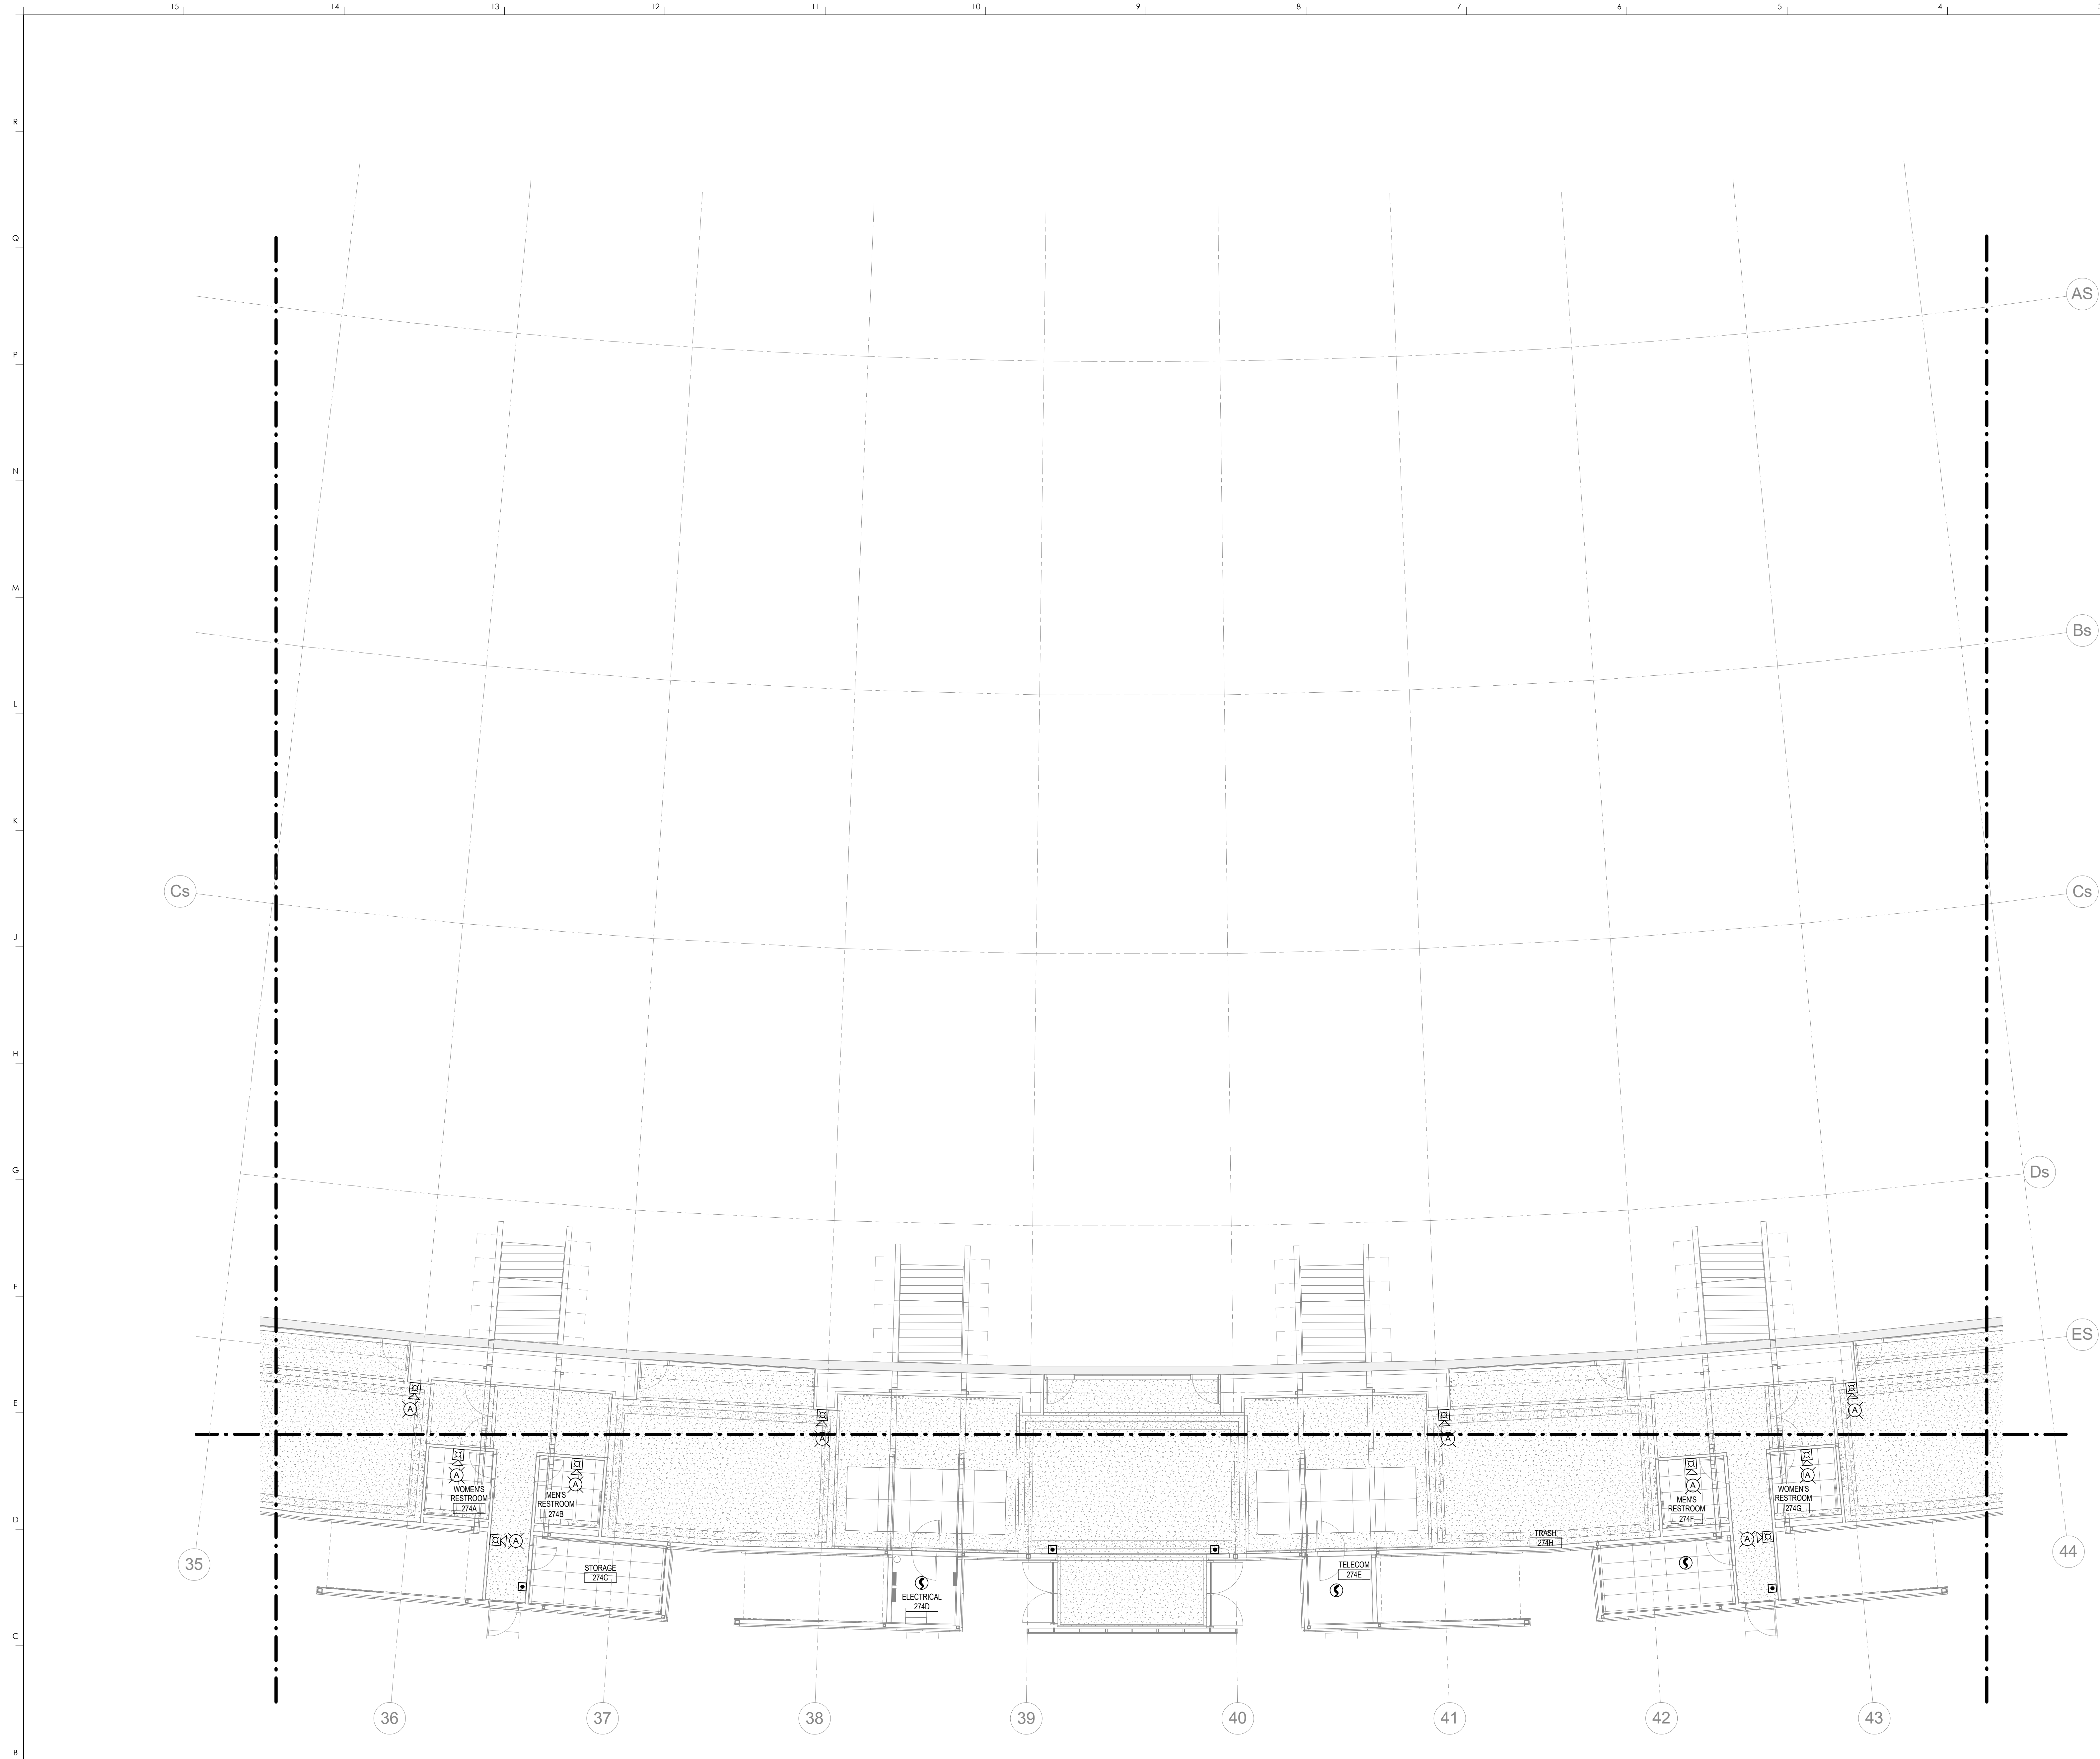 15 14 13 12 11 10 9 8 7 6 5 4 3
R
Q
AS
P
N
M
Bs
L
K
Cs Cs
J
H
G
Ds
F
ES
E
A A
A A
A A
A A
WOMEN'S
RESTROOM
274A
MEN'S
RESTROOM
274B
MEN'S
RESTROOM
274F
WOMEN'S
RESTROOM
274G
D
A A
TRASH
274H
STORAGE
274C
TELECOM
274E
ELECTRICAL
274D
35 44
C
36 37 38 39 40 41 42 43
B